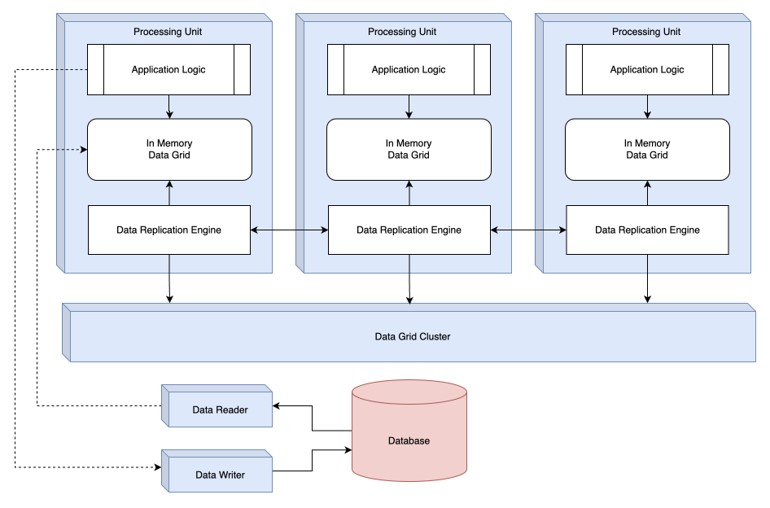 Processing Unit
Application Logic
In Memory
Data Grid
Data Replication Engine
Processing Unit
Application Logic
In Memory
Data Grid
Data Replication Engine
Processing Unit
Application Logic
In Memory
Data Grid
Data Replication Engine
Data Grid Cluster
Data Reader
Database
Data Writer